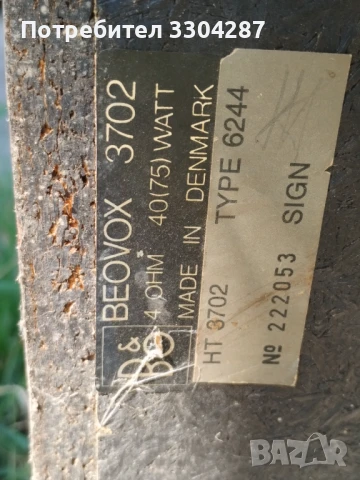 Потребител 3304287
B&O
BEOVOX 3702
4 OHM 40(75) WATT
MADE IN DENMARK
HT 3702 TYPE 6244
№ 222053 SIGN
BAZAR